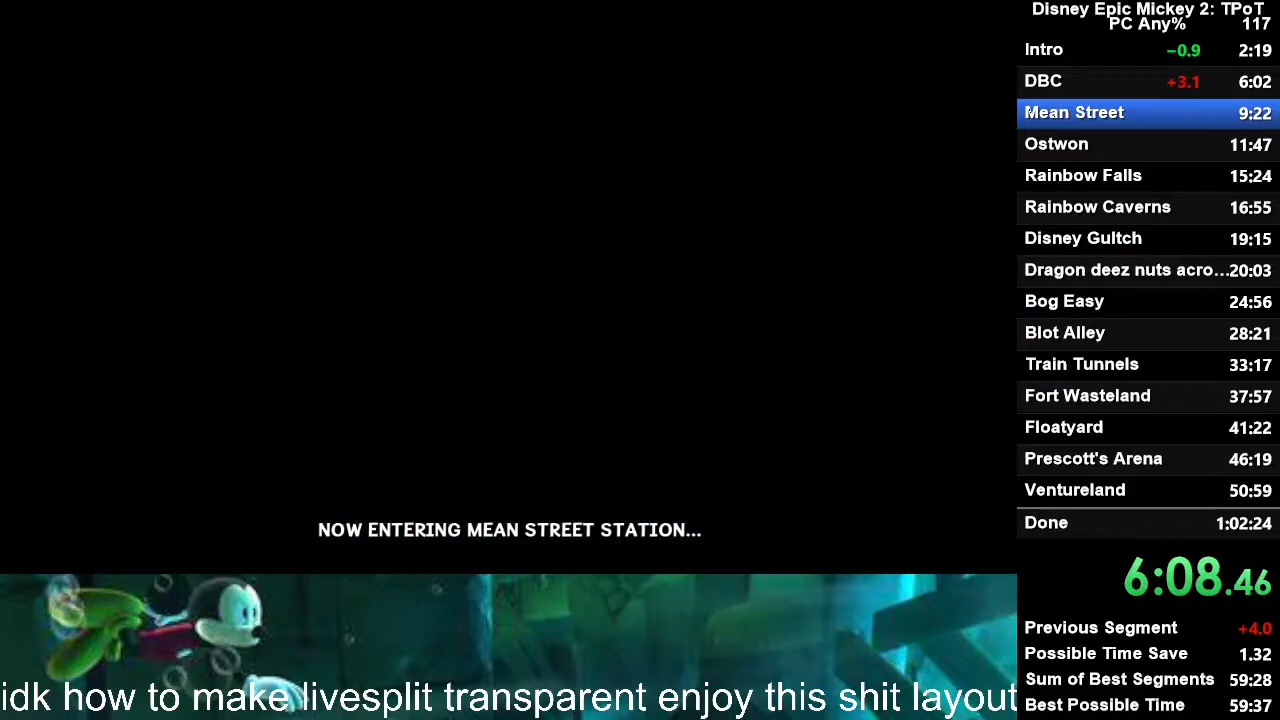 Disney Epic Mickey 2: TPoT
PC Any% 117
Intro −0.9 2:19
DBC +3.1 6:02
Mean Street 9:22
Ostwon 11:47
Rainbow Falls 15:24
Rainbow Caverns 16:55
Disney Gultch 19:15
Dragon deez nuts acro... 20:03
Bog Easy 24:56
Blot Alley 28:21
Train Tunnels 33:17
Fort Wasteland 37:57
Floatyard 41:22
Prescott's Arena 46:19
Ventureland 50:59
Done 1:02:24
6:08.46
Previous Segment +4.0
Possible Time Save 1.32
Sum of Best Segments 59:28
Best Possible Time 59:37
NOW ENTERING MEAN STREET STATION...
idk how to make livesplit transparent enjoy this shit layout